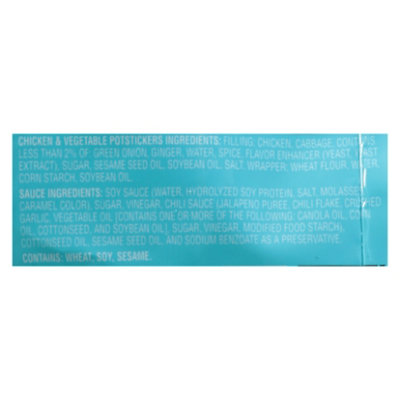 CHICKEN & VEGETABLE POTSTICKERS INGREDIENTS: FILLING, CHICKEN, CABBAGE, CONTAINS
LESS THAN 2% OF: GREEN ONION, GINGER, WATER, SPICE, FLAVOR ENHANCER (YEAST, YEAST
EXTRACT), SUGAR, SESAME SEED OIL, SOYBEAN OIL, SALT, WRAPPER: WHEAT FLOUR, WATER,
CORN STARCH, SOYBEAN OIL.
SAUCE INGREDIENTS: SOY SAUCE (WATER, HYDROLYZED SOY PROTEIN, SALT, MOLASSES,
CARAMEL COLOR), SUGAR, VINEGAR, CHILI SAUCE (JALAPENO PUREE, CHILI FLAKE, CRUSHED
GARLIC, VEGETABLE OIL [CONTAINS ONE OR MORE OF THE FOLLOWING: CANOLA OIL, CORN
OIL, COTTONSEED, AND SOYBEAN OIL], SUGAR, VINEGAR, MODIFIED FOOD STARCH),
COTTONSEED OIL, SESAME SEED OIL, AND SODIUM BENZOATE AS A PRESERVATIVE.
CONTAINS: WHEAT, SOY, SESAME.